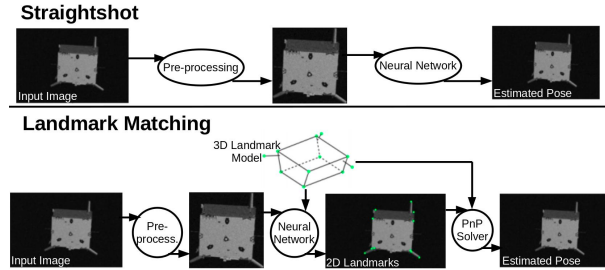 Straightshot
Pre-processing
Neural Network
Input Image
Estimated Pose
Landmark Matching
3D Landmark
Model
Pre-
process.
Neural
Network
PnP
Solver
Input Image
2D Landmarks
Estimated Pose